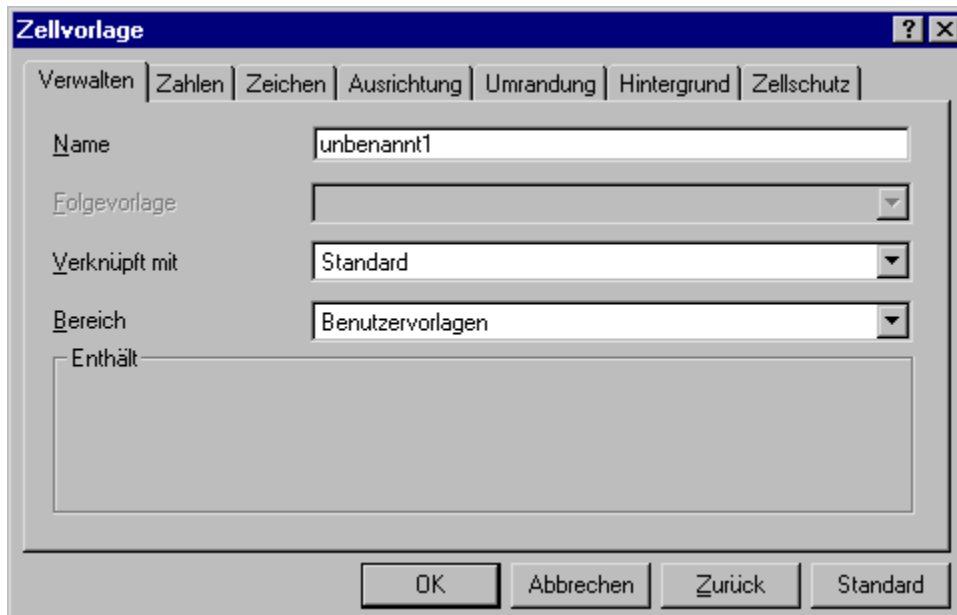 Zellvorlage
Verwalten Zahlen Zeichen Ausrichtung Umrandung Hintergrund Zellschutz
Name unbenannt1
Folgevorlage
Verknüpft mit Standard
Bereich Benutzervorlagen
Enthält
OK Abbrechen Zurück Standard